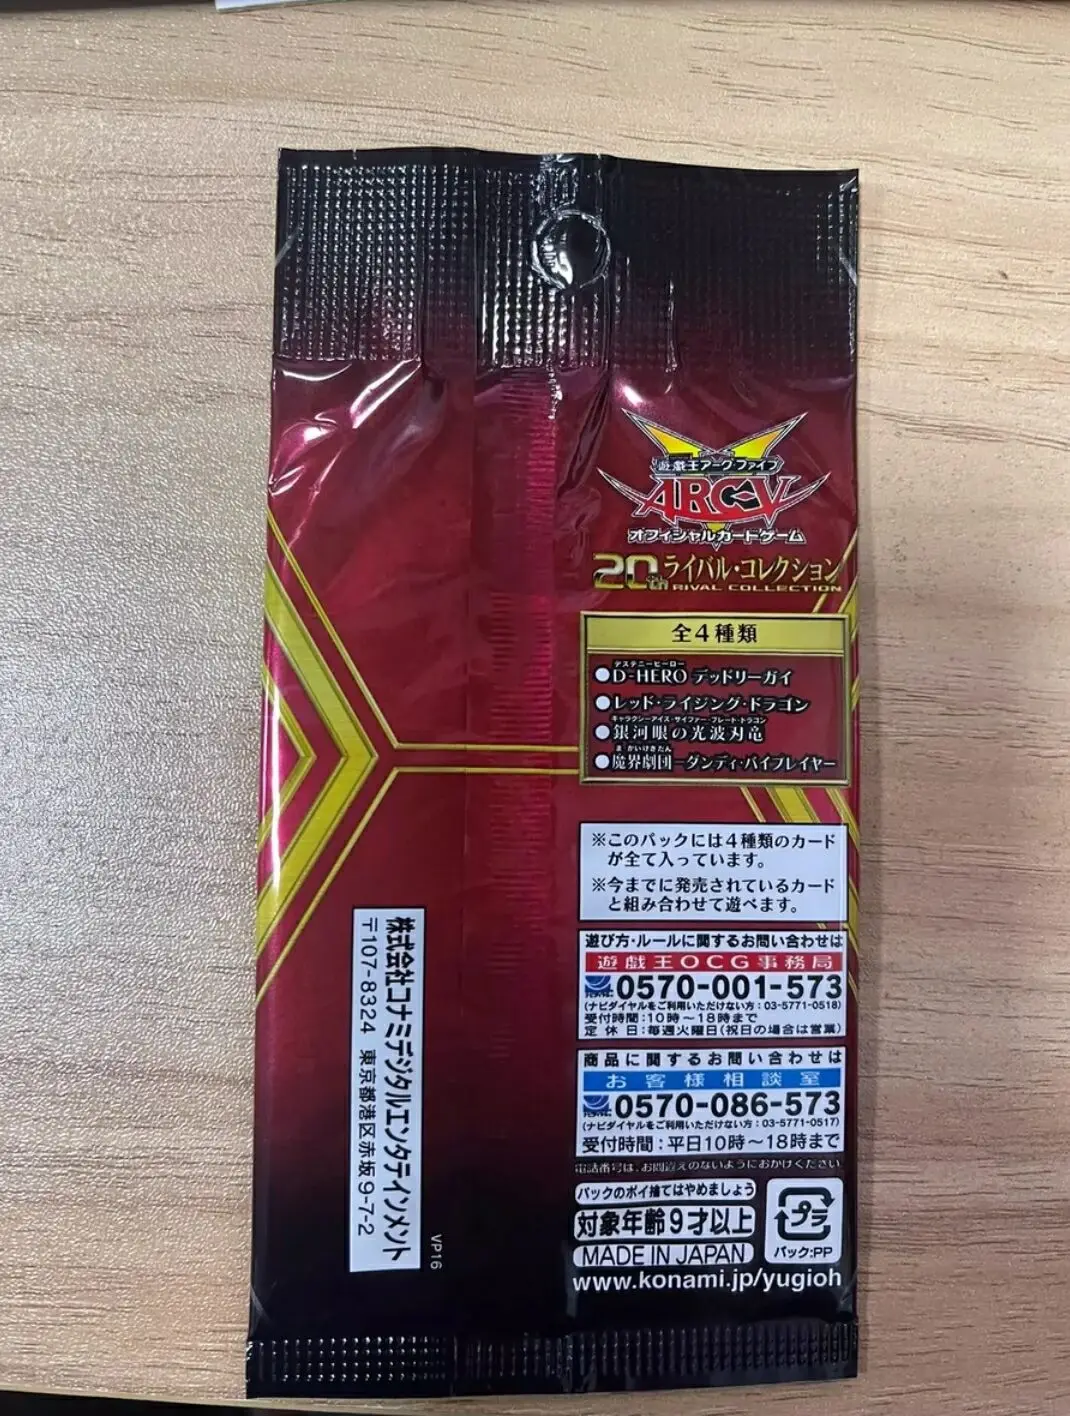 遊戯王アーク・ファイブ
ARC-V
オフィシャルカードゲーム
20th ライバル・コレクション
RIVAL COLLECTION
全4種類
デステニーヒーロー
●D-HERO デッドリーガイ
●レッド・ライジング・ドラゴン
ギャラクシーアイズ・サイファー・ブレード・ドラゴン
●銀河眼の光波刃竜
まかいげきだん
●魔界劇団-ダンディ・バイプレイヤー
※このパックには4種類のカード
が全て入っています。
※今までに発売されているカード
と組み合わせて遊べます。
遊び方・ルールに関するお問い合わせは
遊戯王OCG事務局
0570-001-573
(ナビダイヤルをご利用いただけない方：03-5771-0518)
受付時間：10時〜18時まで
定休日：毎週火曜日(祝日の場合は営業)
商品に関するお問い合わせは
お客様相談室
0570-086-573
(ナビダイヤルをご利用いただけない方：03-5771-0517)
受付時間：平日10時〜18時まで
電話番号は、お間違えのないようにおかけください。
パックのポイ捨てはやめましょう
対象年齢9才以上
MADE IN JAPAN
プラ
パック:PP
www.konami.jp/yugioh
株式会社コナミデジタルエンタテインメント
〒107-8324 東京都港区赤坂9-7-2
VP16